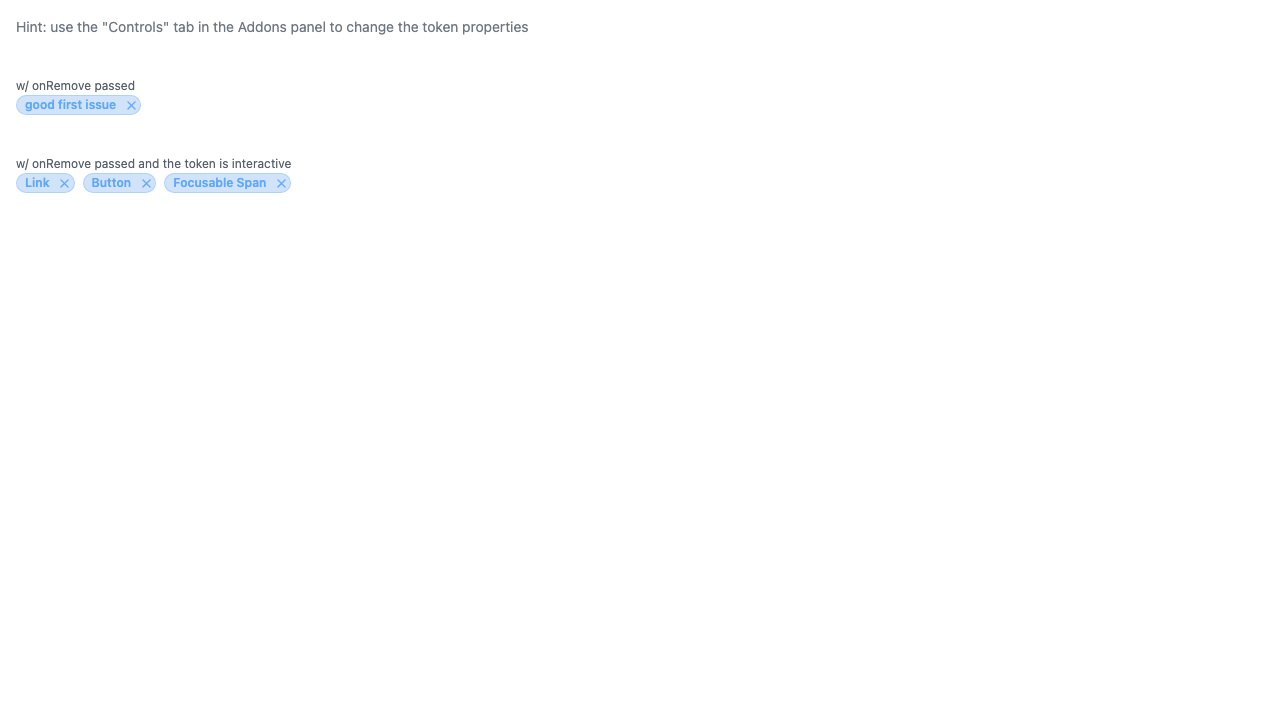 Hint: use the "Controls" tab in the Addons panel to change the token properties
w/ onRemove passed
good first issue
w/ onRemove passed and the token is interactive
Link Button Focusable Span